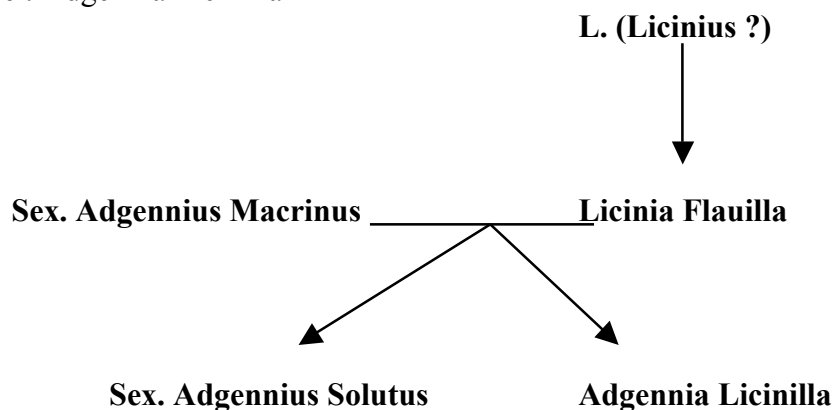 L. (Licinius ?)
Sex. Adgennius Macrinus Licinia Flauilla
Sex. Adgennius Solutus Adgennia Licinilla